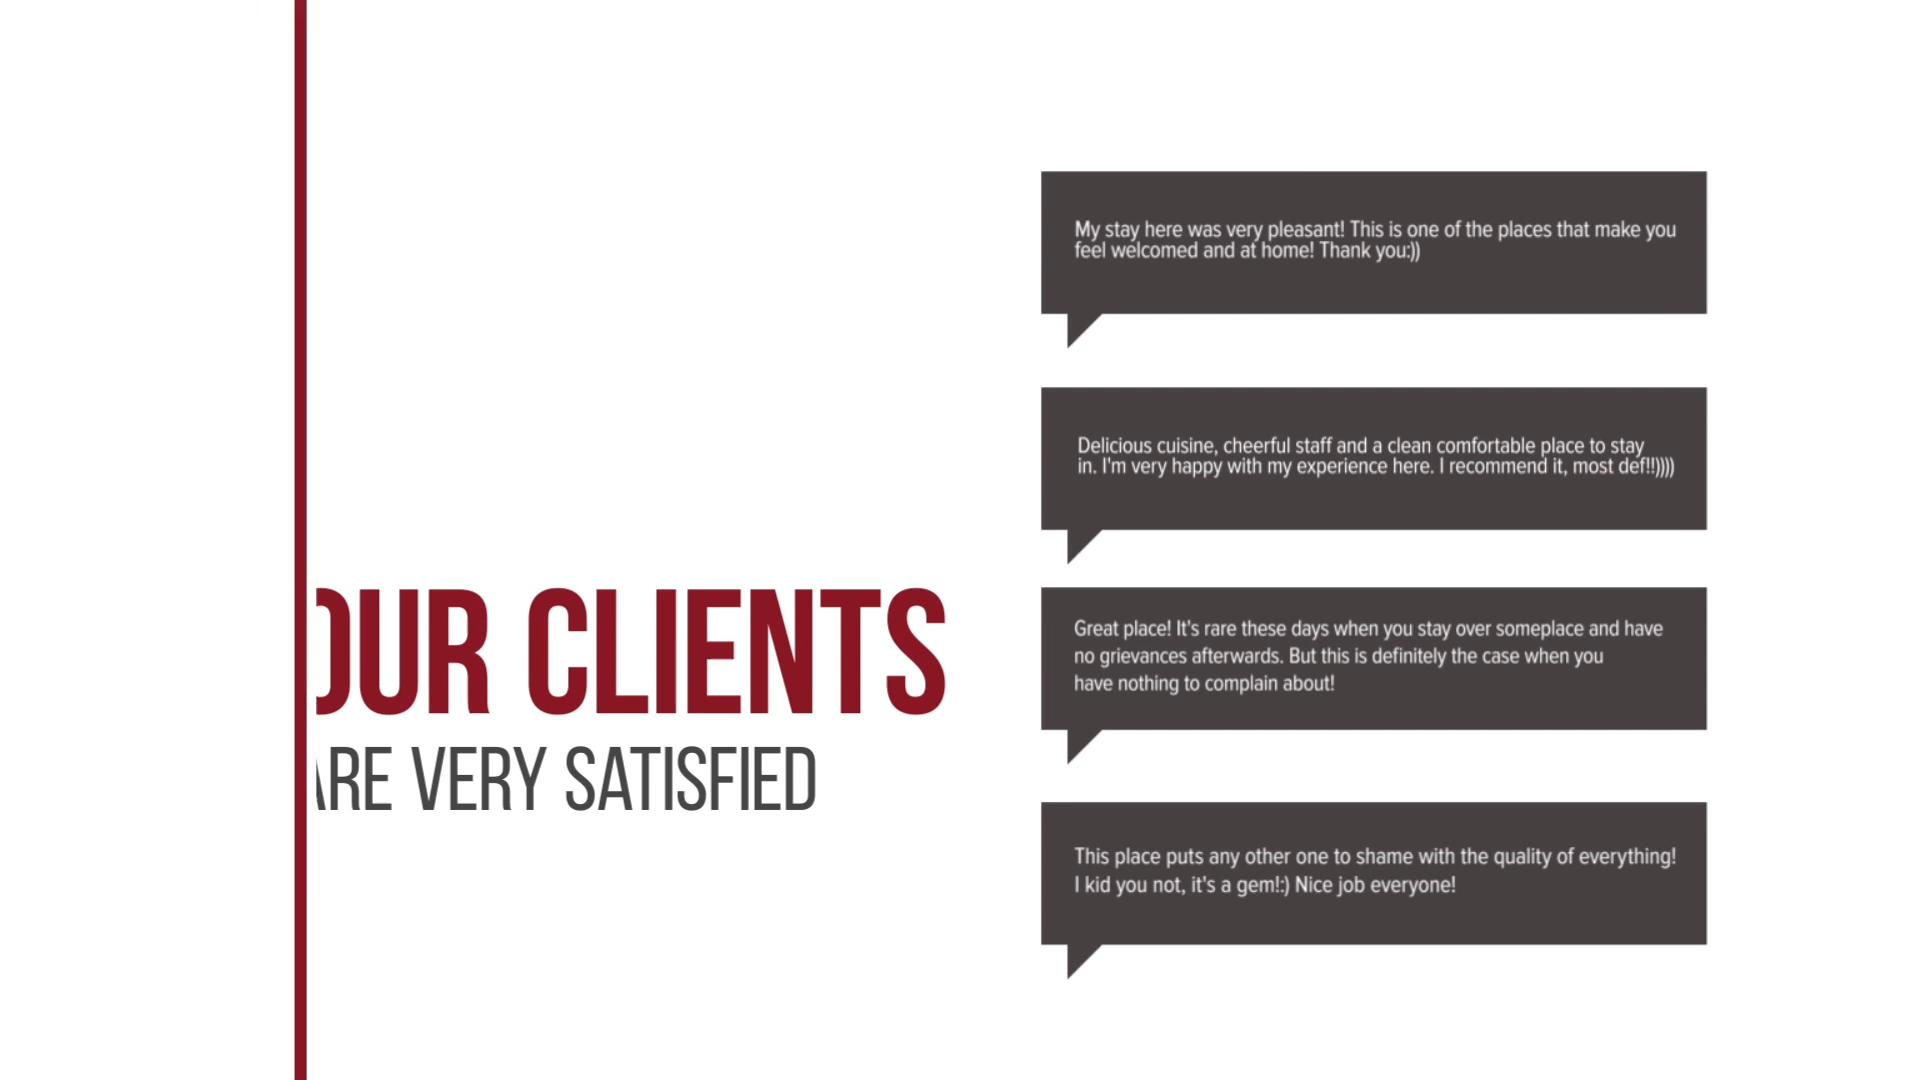 OUR CLIENTS
ARE VERY SATISFIED
My stay here was very pleasant! This is one of the places that make you
feel welcomed and at home! Thank you:))
Delicious cuisine, cheerful staff and a clean comfortable place to stay
in. I'm very happy with my experience here. I recommend it, most def!!))))
Great place! It's rare these days when you stay over someplace and have
no grievances afterwards. But this is definitely the case when you
have nothing to complain about!
This place puts any other one to shame with the quality of everything!
I kid you not, it's a gem!:) Nice job everyone!